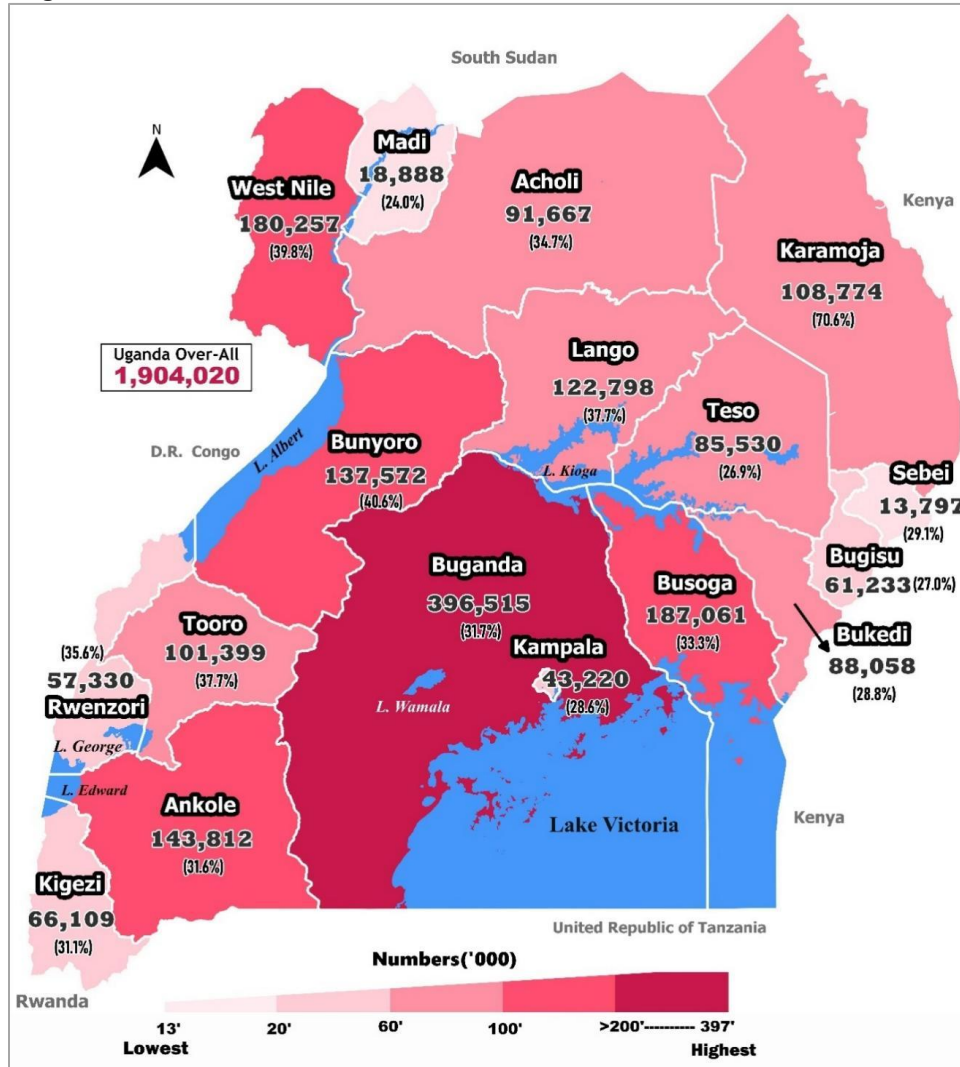 South Sudan
N
Madi
18,888
(24.0%)
West Nile
180,257
(39.8%)
Acholi
91,667
(34.7%)
Kenya
Karamoja
108,774
(70.6%)
Uganda Over-All
1,904,020
Lango
122,798
(37.7%)
Teso
85,530
(26.9%)
D.R. Congo
L. Albert
Bunyoro
137,572
(40.6%)
L. Kioga
Sebei
13,797
(29.1%)
Bugisu
61,233 (27.0%)
Buganda
396,515
(31.7%)
Busoga
187,061
(33.3%)
Bukedi
88,058
(28.8%)
Tooro
101,399
(37.7%)
(35.6%)
57,330
Rwenzori
Kampala
43,220
(28.6%)
L. Wamala
L. George
L. Edward
Ankole
143,812
(31.6%)
Lake Victoria
Kenya
Kigezi
66,109
(31.1%)
United Republic of Tanzania
Rwanda
Numbers('000)
13' 20' 60' 100' >200'---------- 397'
Lowest Highest